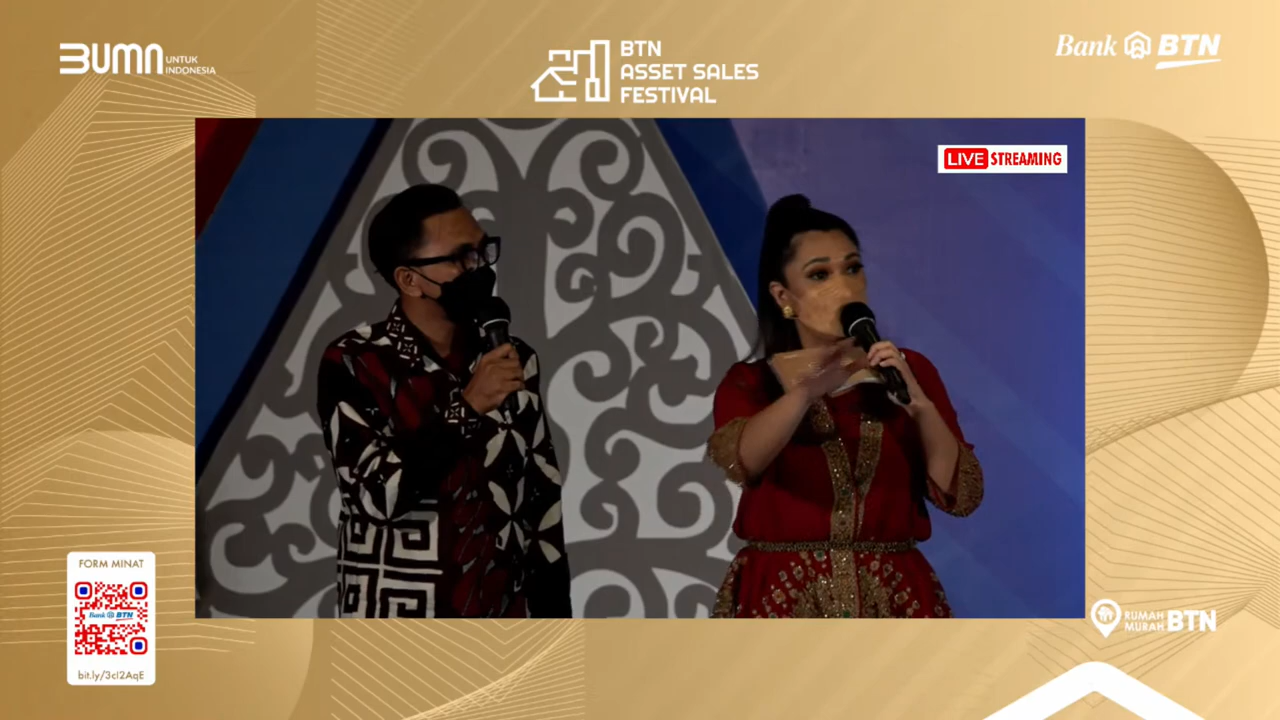 BUMN
UNTUK
INDONESIA
BTN
ASSET SALES
FESTIVAL
Bank BTN
LIVE STREAMING
FORM MINAT
Bank BTN
bit.ly/3cI2AqE
RUMAH
MURAH BTN